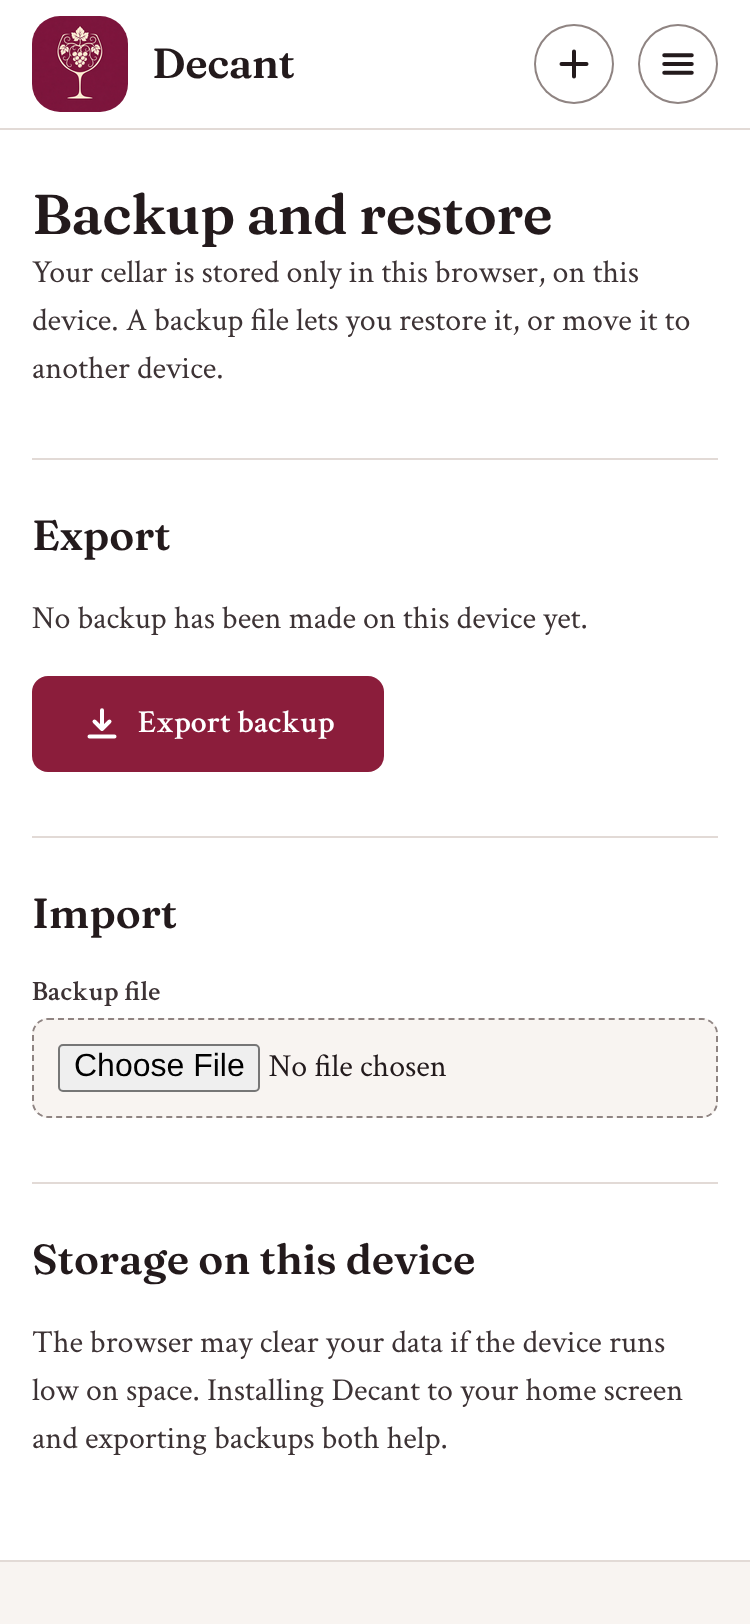 Decant
Backup and restore
Your cellar is stored only in this browser, on this
device. A backup file lets you restore it, or move it to
another device.
Export
No backup has been made on this device yet.
Export backup
Import
Backup file
Choose File No file chosen
Storage on this device
The browser may clear your data if the device runs
low on space. Installing Decant to your home screen
and exporting backups both help.